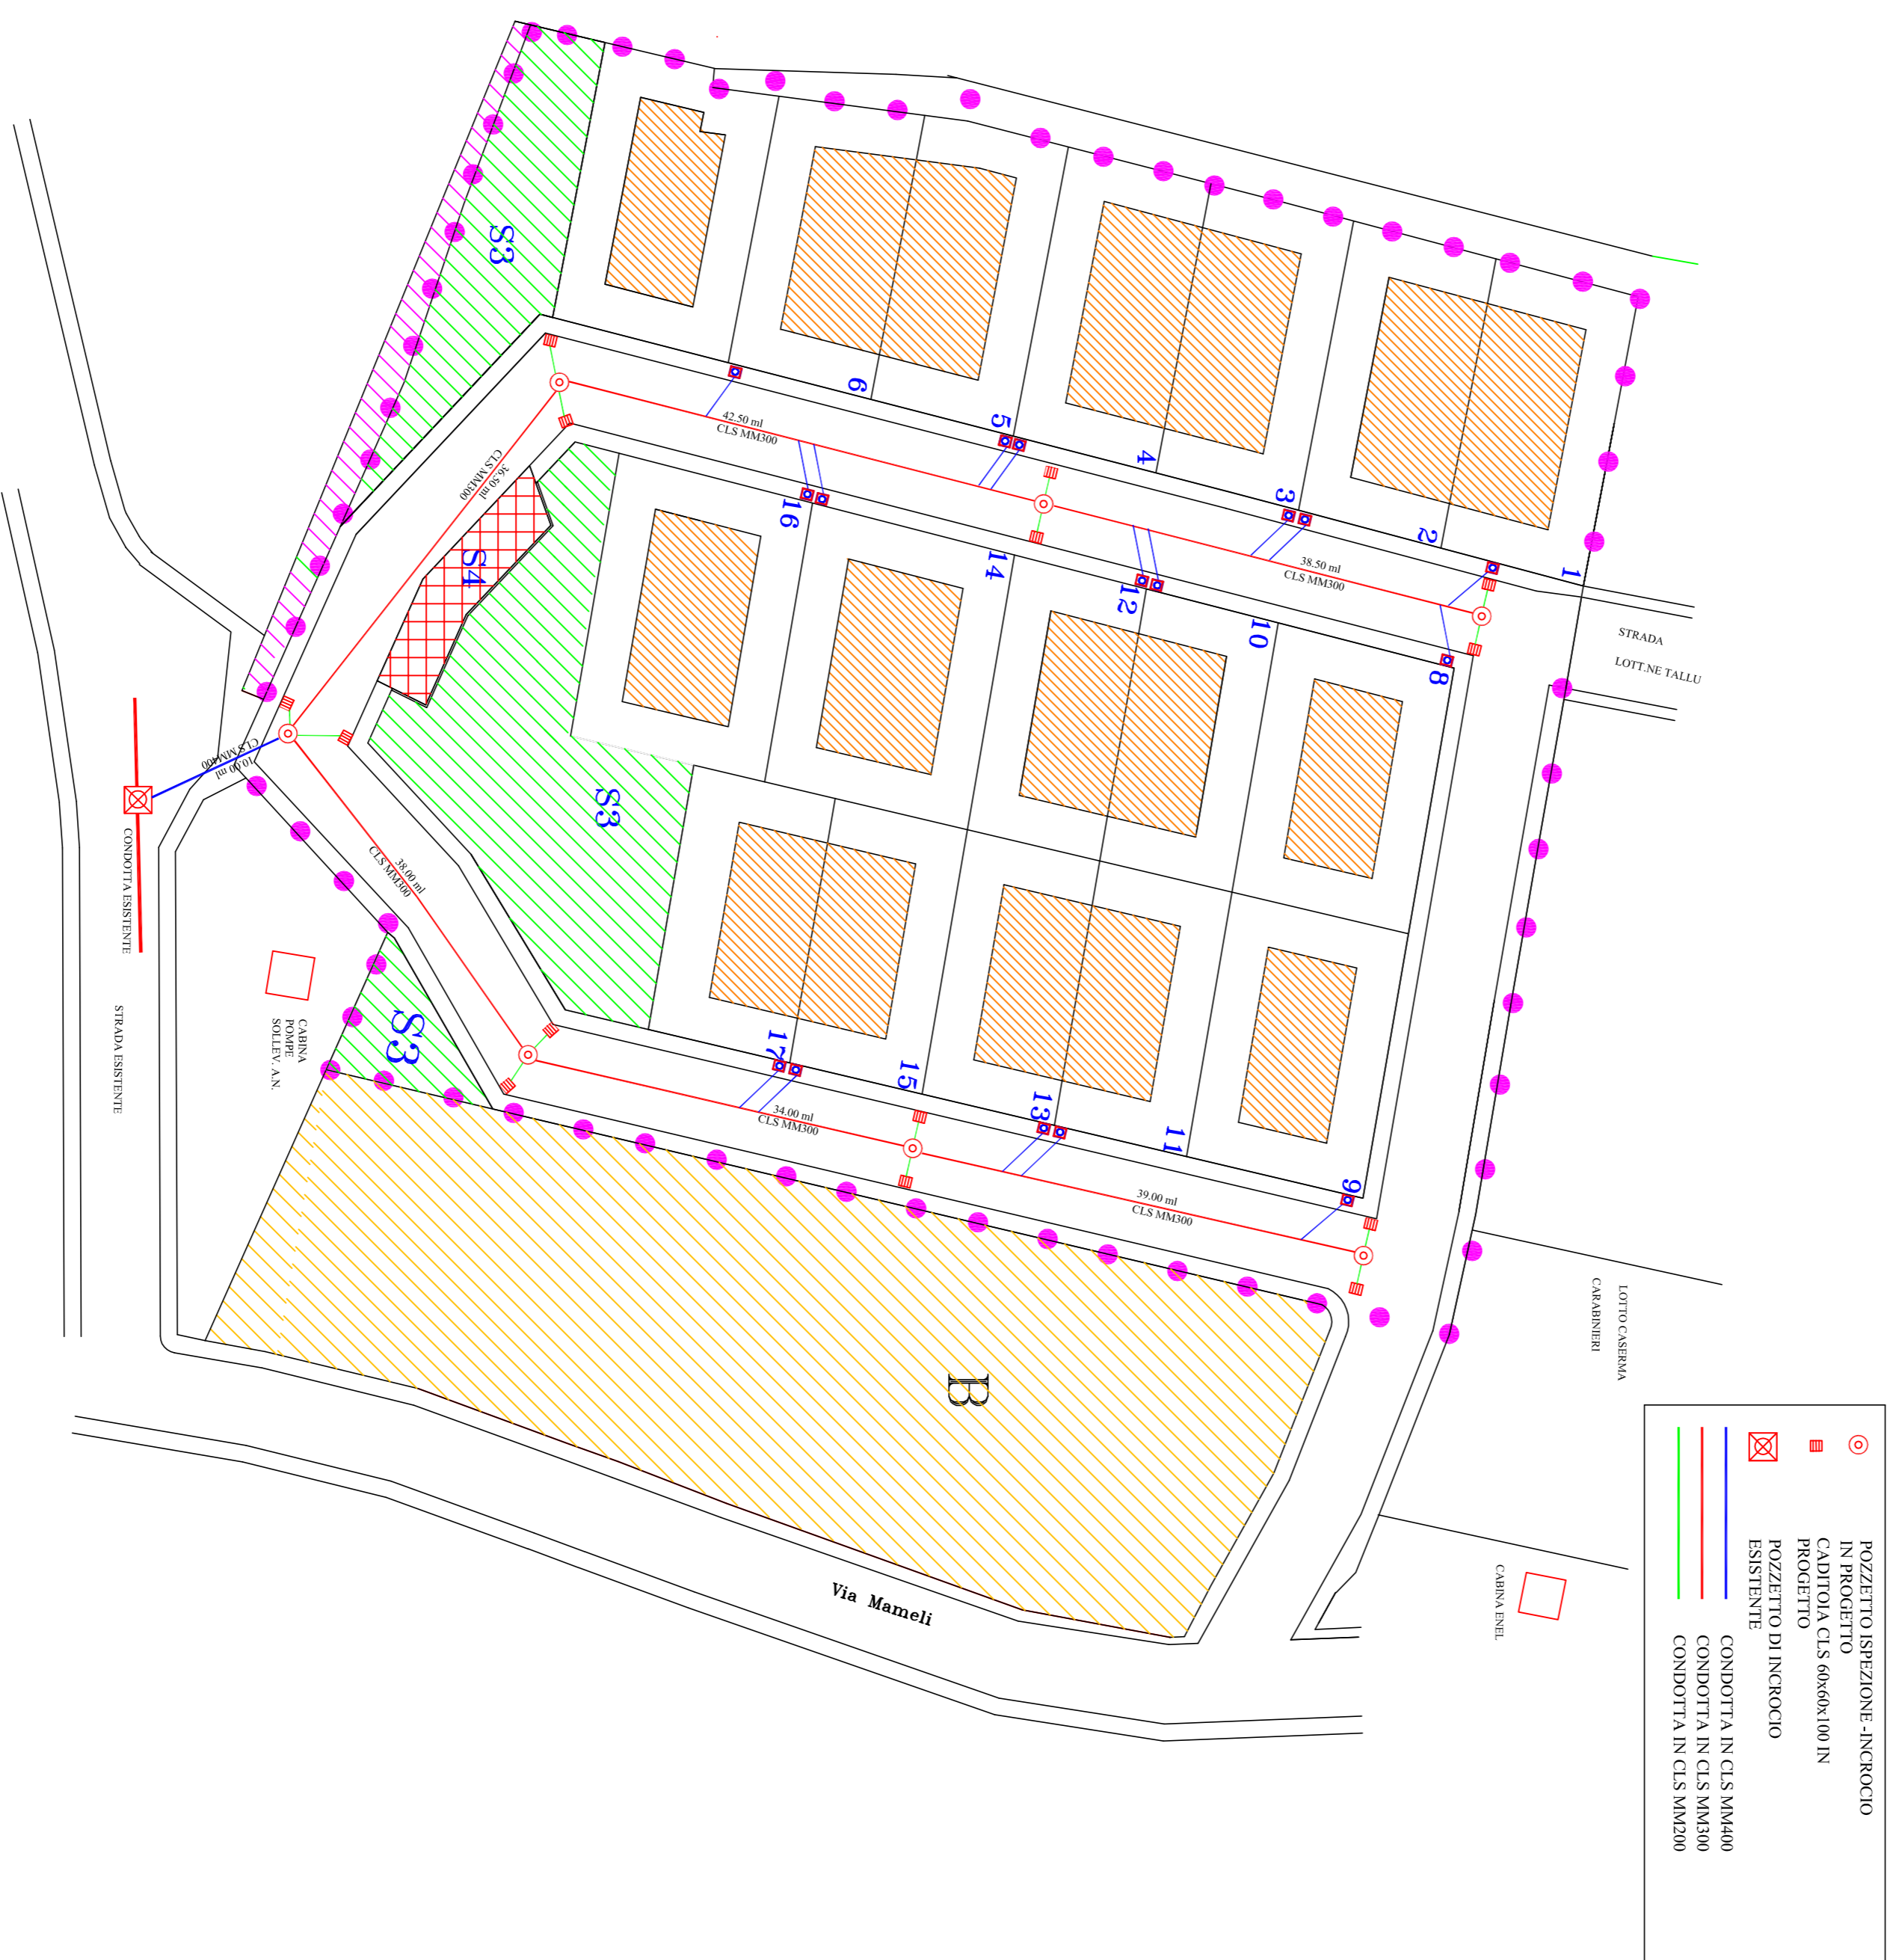 S3
6
5
42.50 ml
CLS MM300
36.50 ml
CLS MM300
16
4
3
2
1
38.50 ml
CLS MM300
14
12
10
8
STRADA
LOTT.NE TALLU
S4
S3
10.00 ml
CLS MM400
CONDOTTA ESISTENTE
38.00 ml
CLS MM300
STRADA ESISTENTE
CABINA
POMPE
SOLLEV. A.N.
S3
17
15
34.00 ml
CLS MM300
13
11
9
39.00 ml
CLS MM300
B
Via Mameli
LOTTO CASERMA
CARABINIERI
CABINA ENEL
POZZETTO ISPEZIONE -INCROCIO
IN PROGETTO
CADITOIA CLS 60x60x100 IN
PROGETTO
POZZETTO DI INCROCIO
ESISTENTE
CONDOTTA IN CLS MM400
CONDOTTA IN CLS MM300
CONDOTTA IN CLS MM200